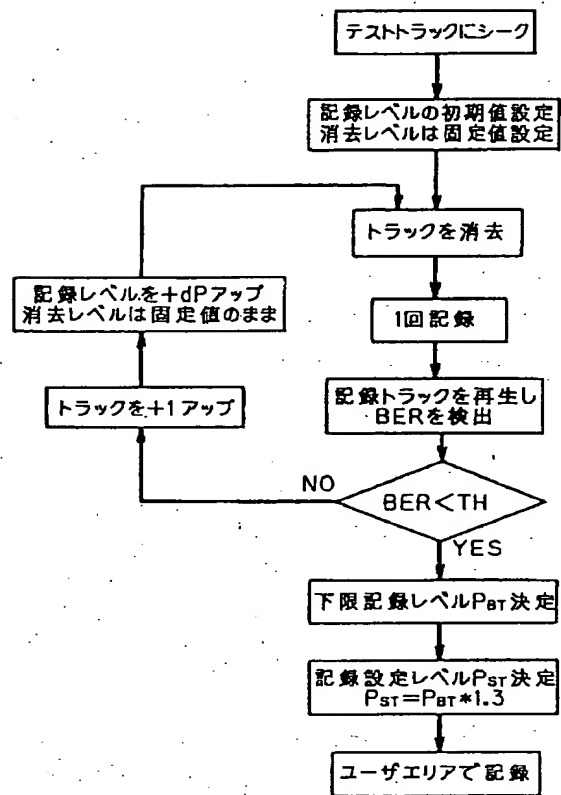 テストトラックにシーク
記録レベルの初期値設定
消去レベルは固定値設定
トラックを消去
記録レベルを+dPアップ
消去レベルは固定値のまま
1回記録
トラックを+1アップ
記録トラックを再生し
BERを検出
NO
BER<TH
YES
下限記録レベルPBT決定
記録設定レベルPST決定
PST=PBT*1.3
ユーザエリアで記録